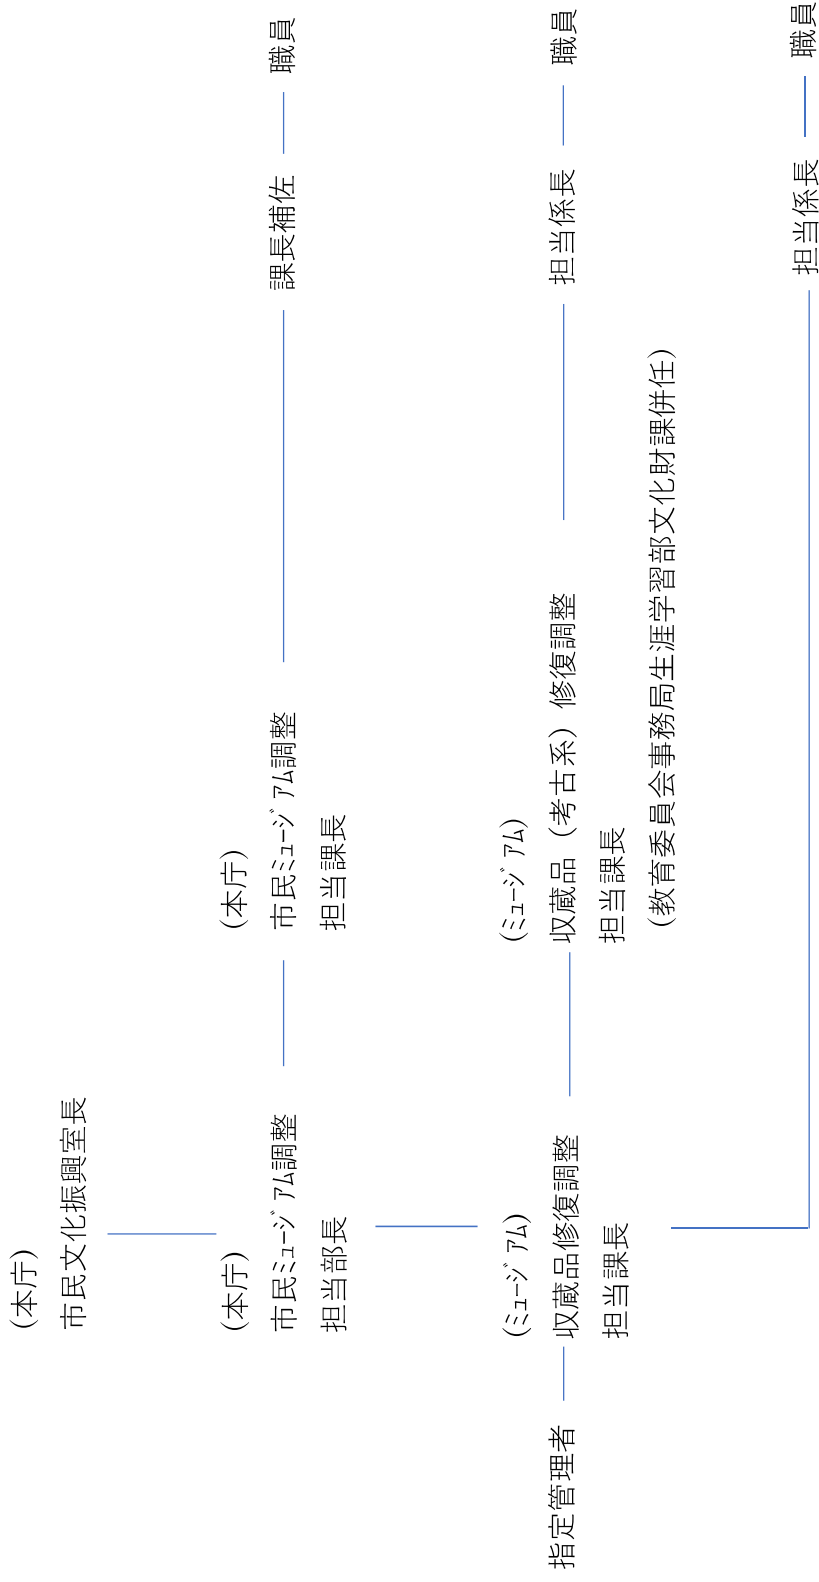 (本庁)
市民文化振興室長
(本庁)
市民ﾐｭｰｼﾞｱﾑ調整
担当部長
(本庁)
市民ﾐｭｰｼﾞｱﾑ調整
担当課長
課長補佐
職員
指定管理者
(ﾐｭｰｼﾞｱﾑ)
収蔵品修復調整
担当課長
(ﾐｭｰｼﾞｱﾑ)
収蔵品（考古系）修復調整
担当課長
(教育委員会事務局生涯学習部文化財課併任)
担当係長
職員
担当係長
職員